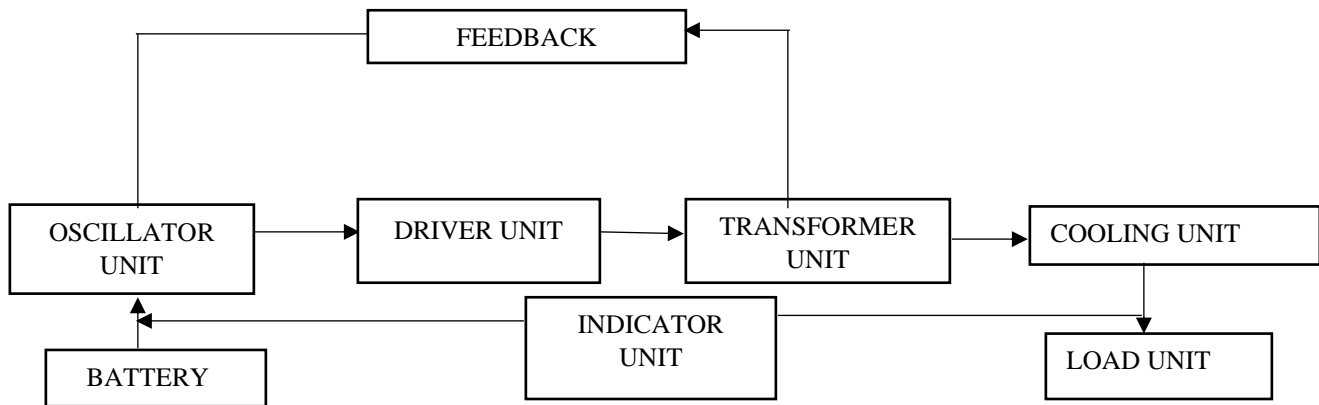 FEEDBACK
OSCILLATOR
UNIT
DRIVER UNIT
TRANSFORMER
UNIT
COOLING UNIT
INDICATOR
UNIT
BATTERY
LOAD UNIT